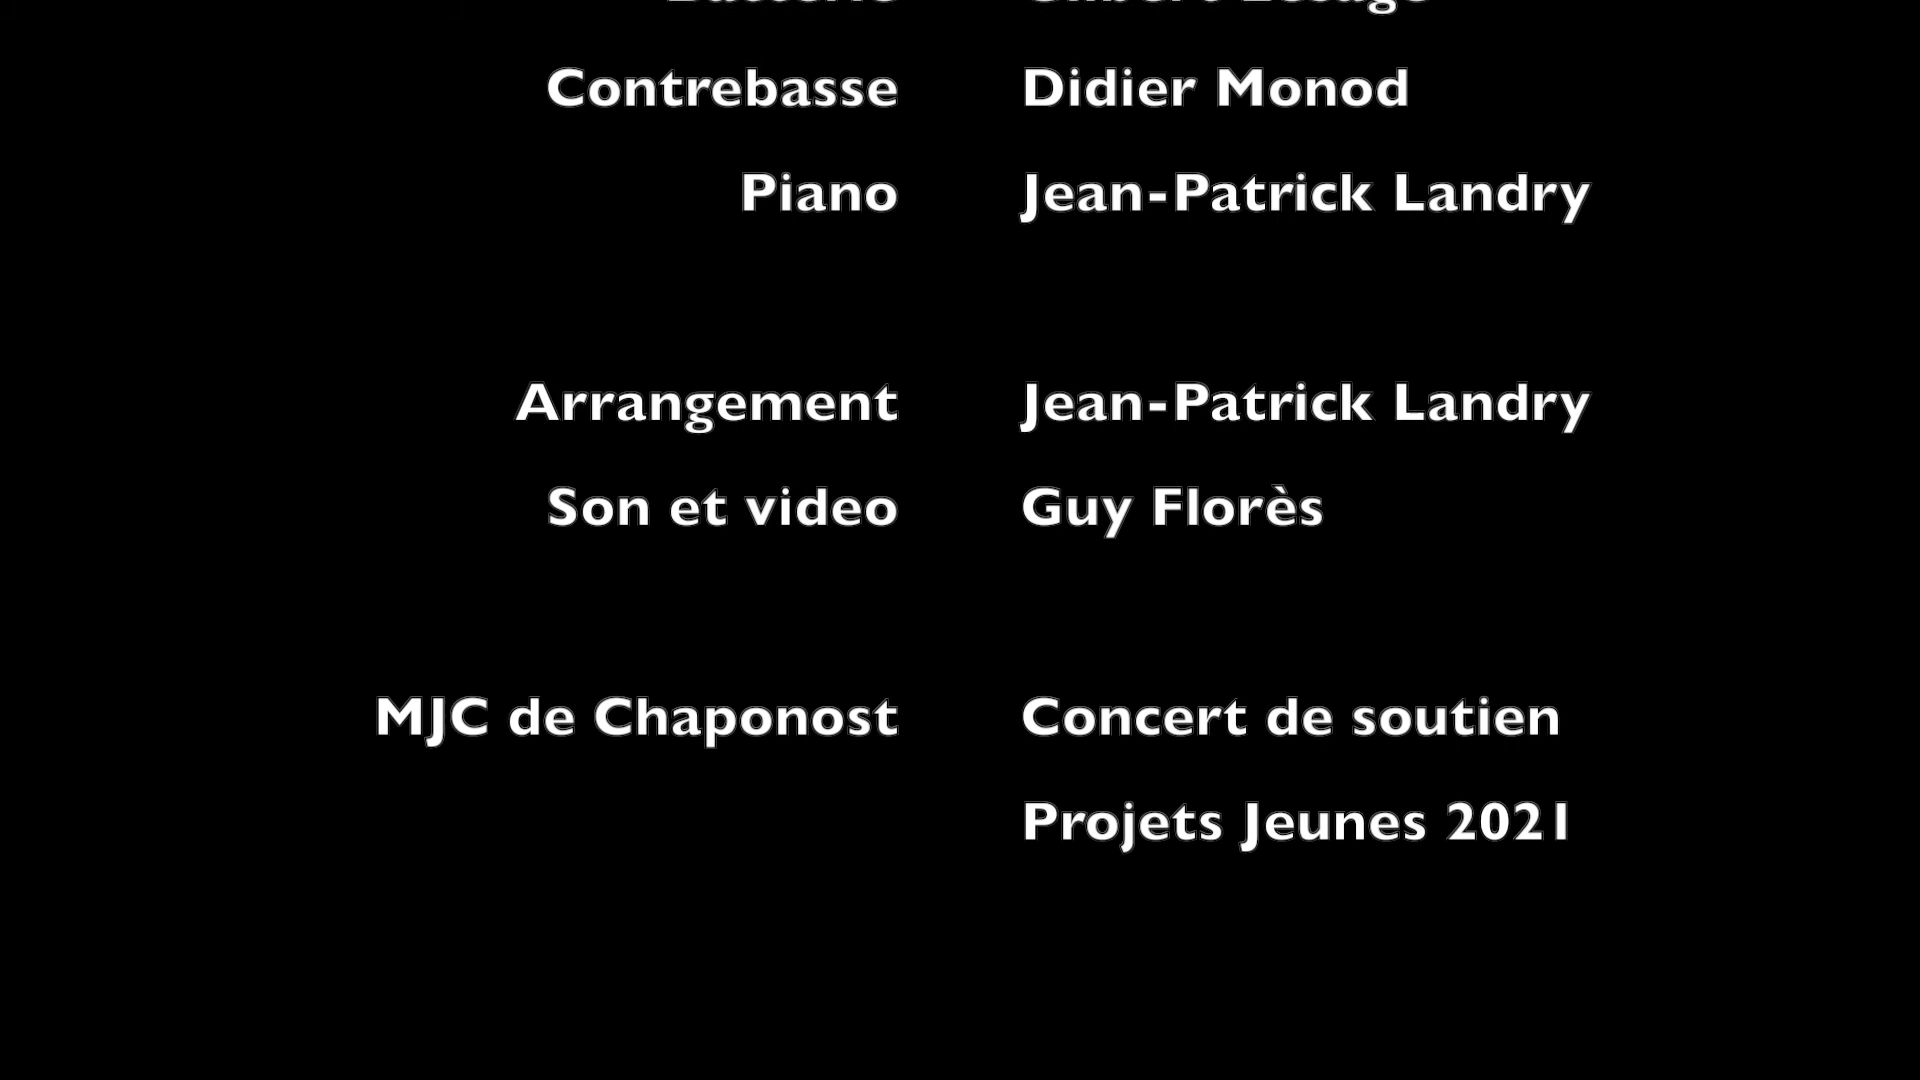 Contrebasse Didier Monod
Piano Jean-Patrick Landry
Arrangement Jean-Patrick Landry
Son et video Guy Florès
MJC de Chaponost Concert de soutien
Projets Jeunes 2021